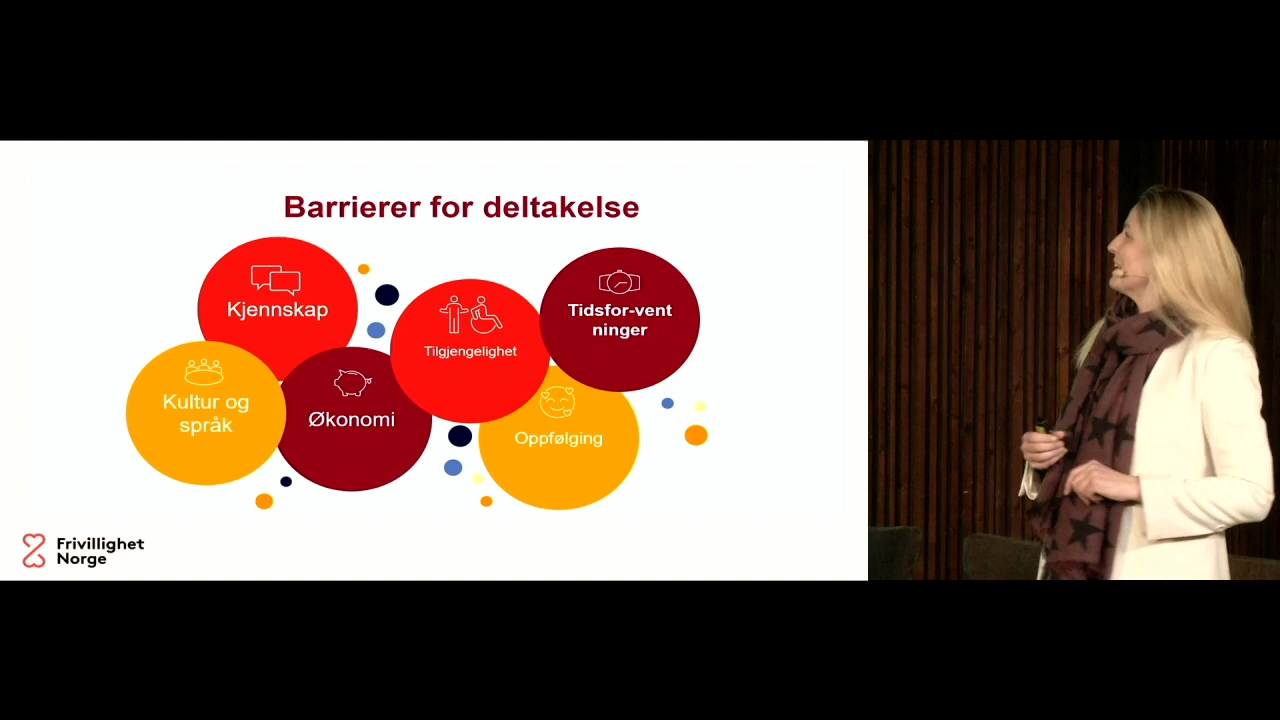 Barrierer for deltakelse
Kjennskap
Tidsfor-vent
ninger
Tilgjengelighet
Kultur og
språk
Økonomi
Oppfølging
Frivillighet
Norge